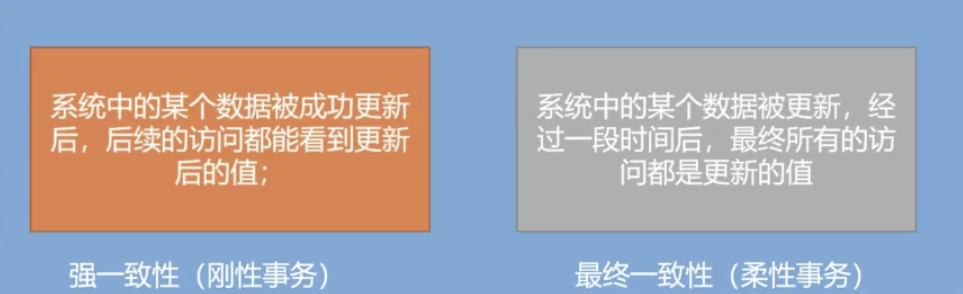 系统中的某个数据被成功更新
后，后续的访问都能看到更新
后的值；
系统中的某个数据被更新，经
过一段时间后，最终所有的访
问都是更新的值
强一致性（刚性事务）
最终一致性（柔性事务）